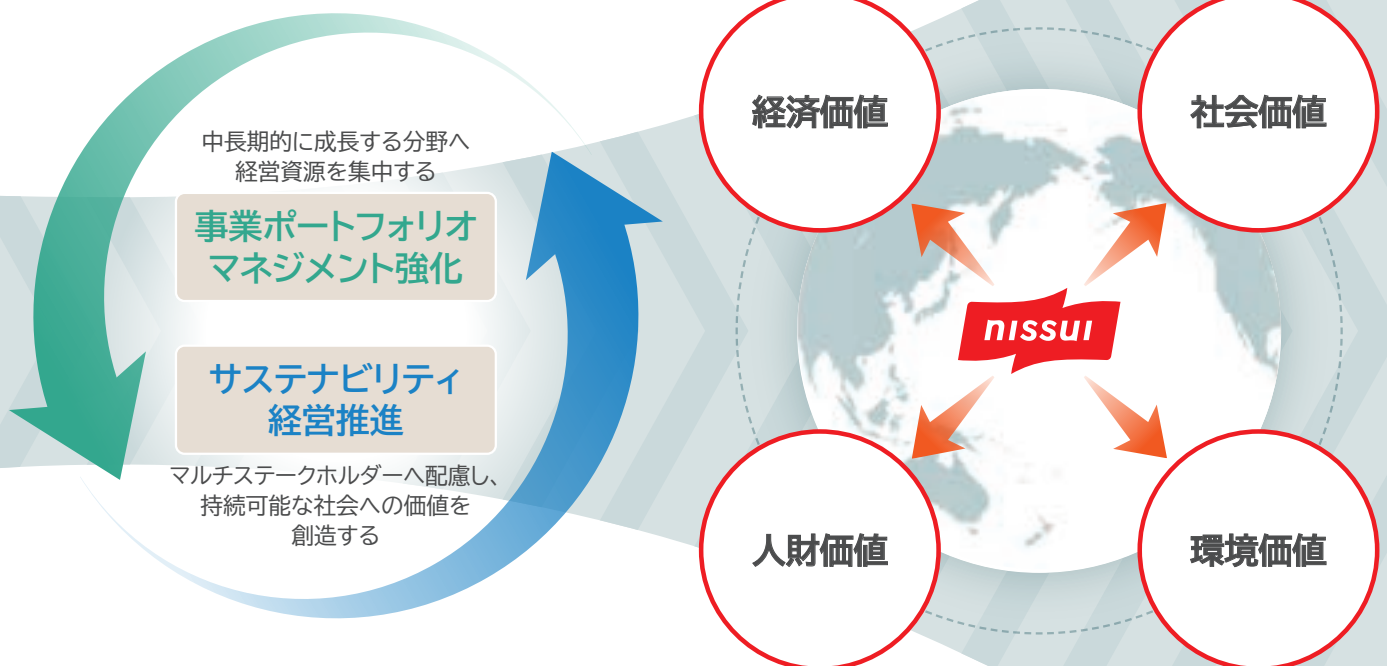 中長期的に成長する分野へ
経営資源を集中する
事業ポートフォリオ
マネジメント強化
サステナビリティ
経営推進
マルチステークホルダーへ配慮し、
持続可能な社会への価値を
創造する
経済価値
社会価値
nissui
人財価値
環境価値